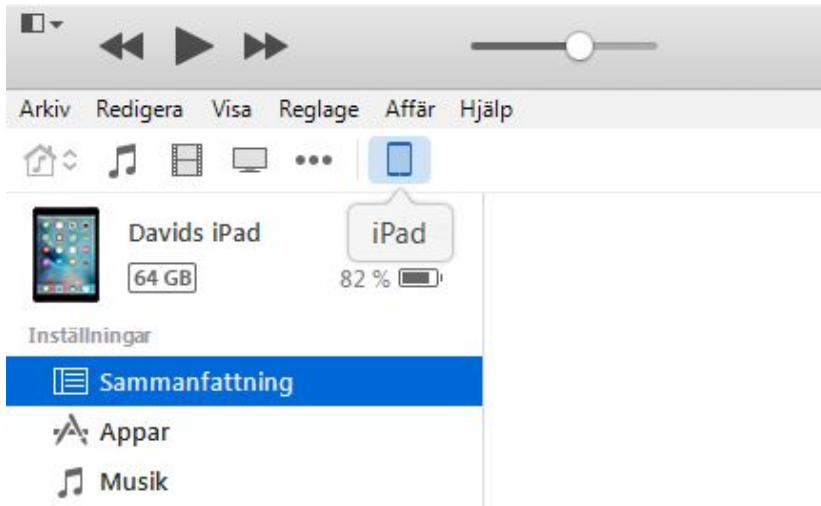 Arkiv Redigera Visa Reglage Affär Hjälp
Davids iPad
iPad
64 GB
82 %
Inställningar
Sammanfattning
Appar
Musik